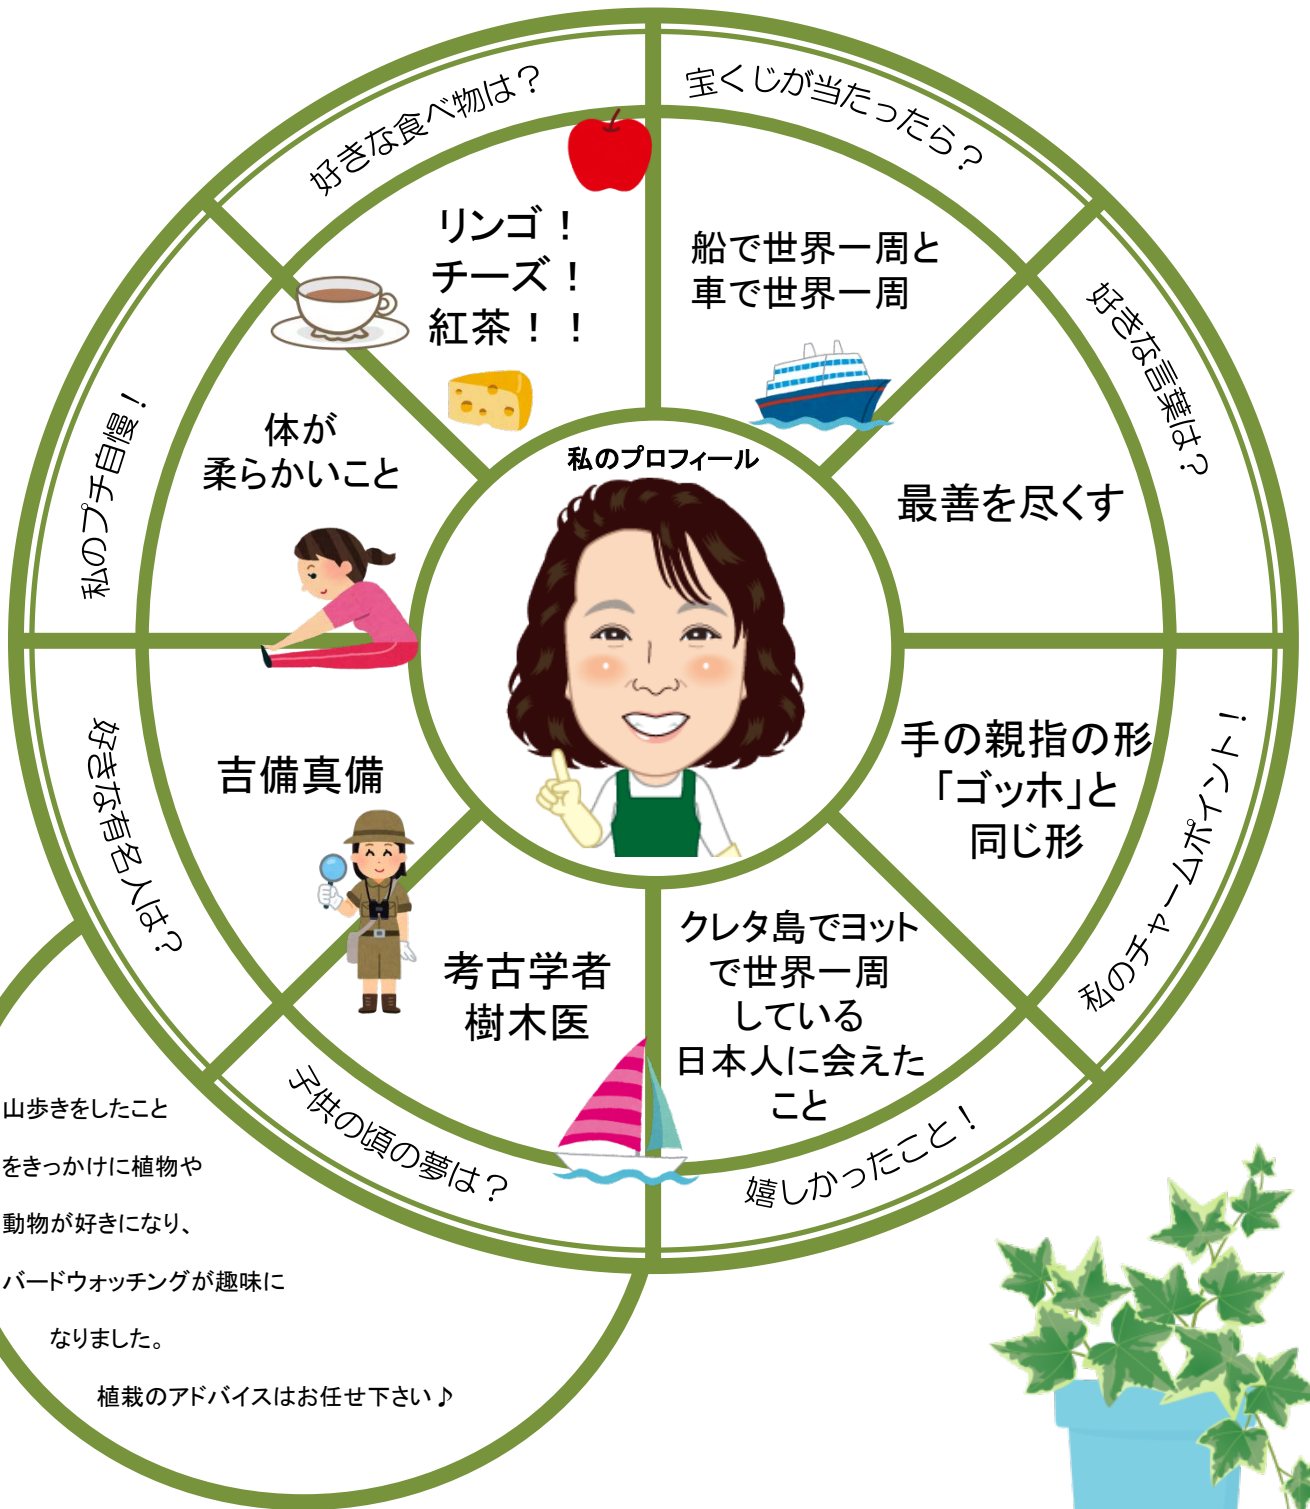 私のプロフィール
好きな食べ物は？
リンゴ！
チーズ！
紅茶！！
宝くじが当たったら？
船で世界一周と
車で世界一周
好きな言葉は？
最善を尽くす
私のチャームポイント！
手の親指の形
「ゴッホ」と
同じ形
嬉しかったこと！
クレタ島でヨット
で世界一周
している
日本人に会えた
こと
子供の頃の夢は？
考古学者
樹木医
好きな有名人は？
吉備真備
私のプチ自慢！
体が
柔らかいこと
山歩きをしたこと
をきっかけに植物や
動物が好きになり、
バードウォッチングが趣味に
なりました。
植栽のアドバイスはお任せ下さい♪